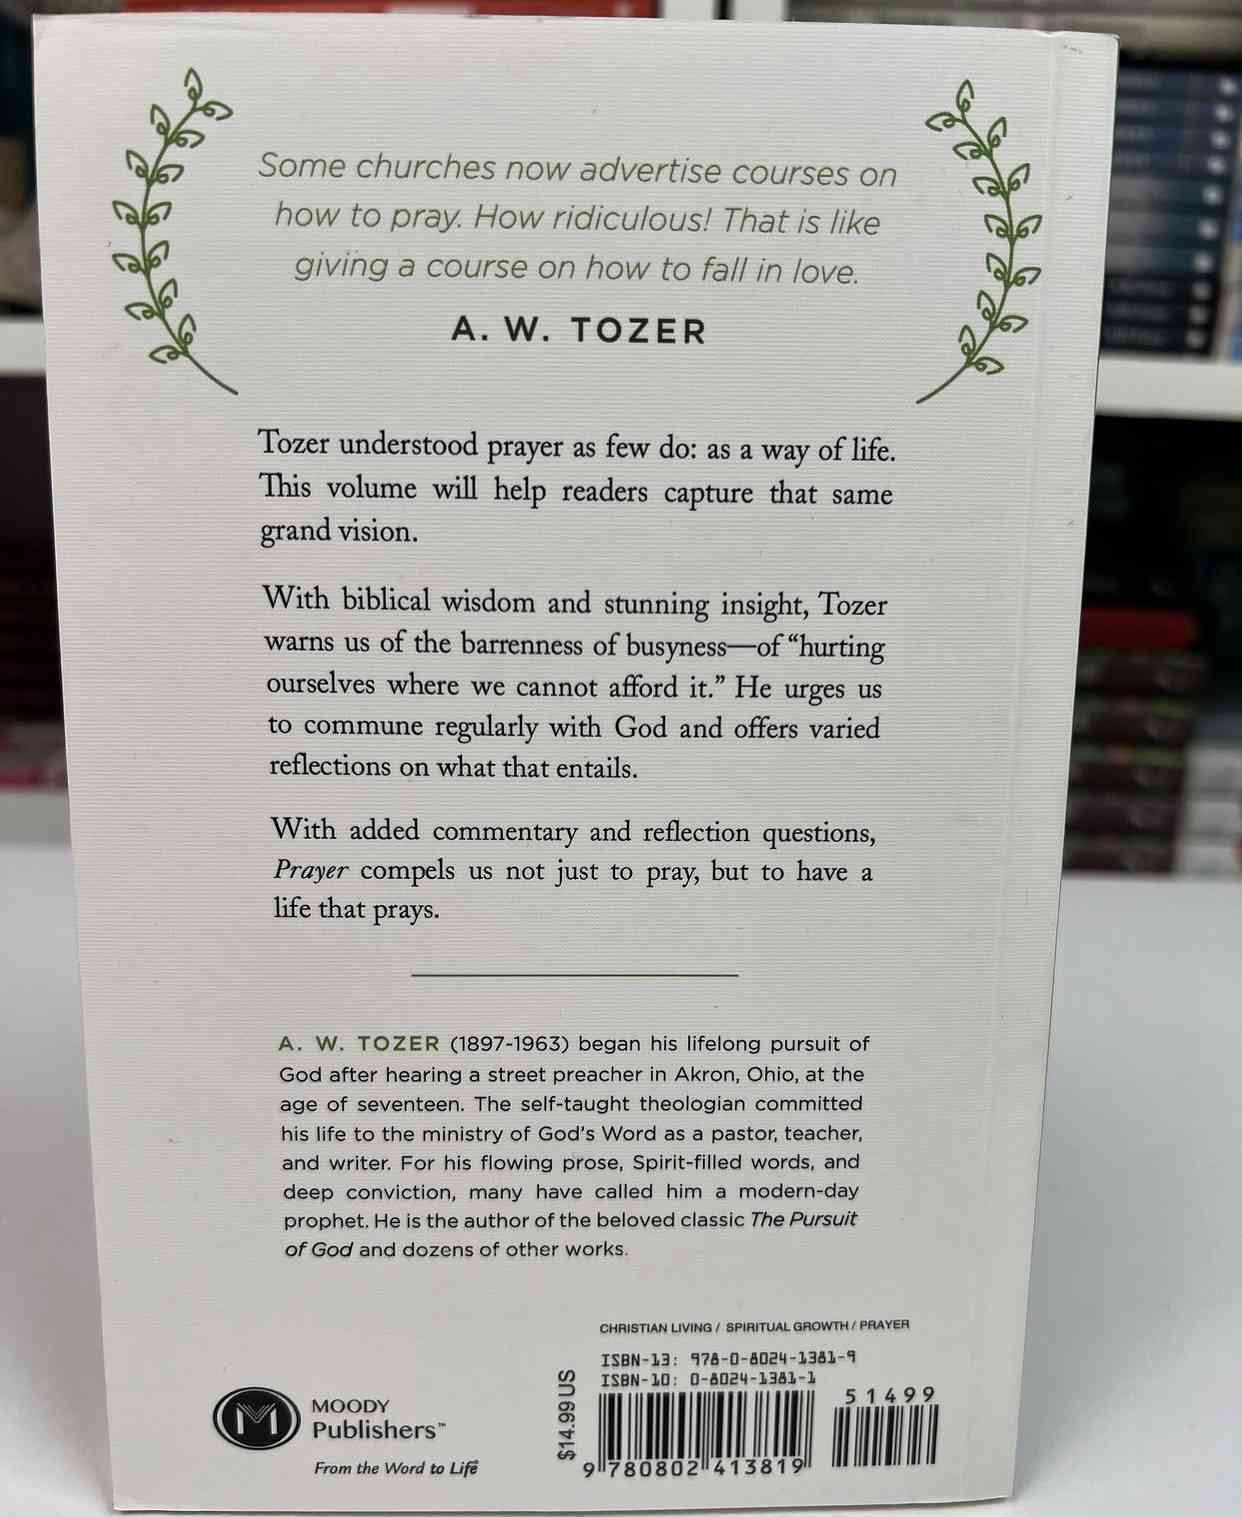 Some churches now advertise courses on
how to pray. How ridiculous! That is like
giving a course on how to fall in love.
A. W. TOZER
Tozer understood prayer as few do: as a way of life.
This volume will help readers capture that same
grand vision.
With biblical wisdom and stunning insight, Tozer
warns us of the barrenness of busyness—of “hurting
ourselves where we cannot afford it.” He urges us
to commune regularly with God and offers varied
reflections on what that entails.
With added commentary and reflection questions,
Prayer compels us not just to pray, but to have a
life that prays.
A. W. TOZER (1897-1963) began his lifelong pursuit of
God after hearing a street preacher in Akron, Ohio, at the
age of seventeen. The self-taught theologian committed
his life to the ministry of God's Word as a pastor, teacher,
and writer. For his flowing prose, Spirit-filled words, and
deep conviction, many have called him a modern-day
prophet. He is the author of the beloved classic The Pursuit
of God and dozens of other works.
CHRISTIAN LIVING / SPIRITUAL GROWTH / PRAYER
ISBN-13: 978-0-8024-1381-9
ISBN-10: 0-8024-1381-1
51499
$14.99 US
9 780802 413819
M
MOODY
Publishers™
From the Word to Life®